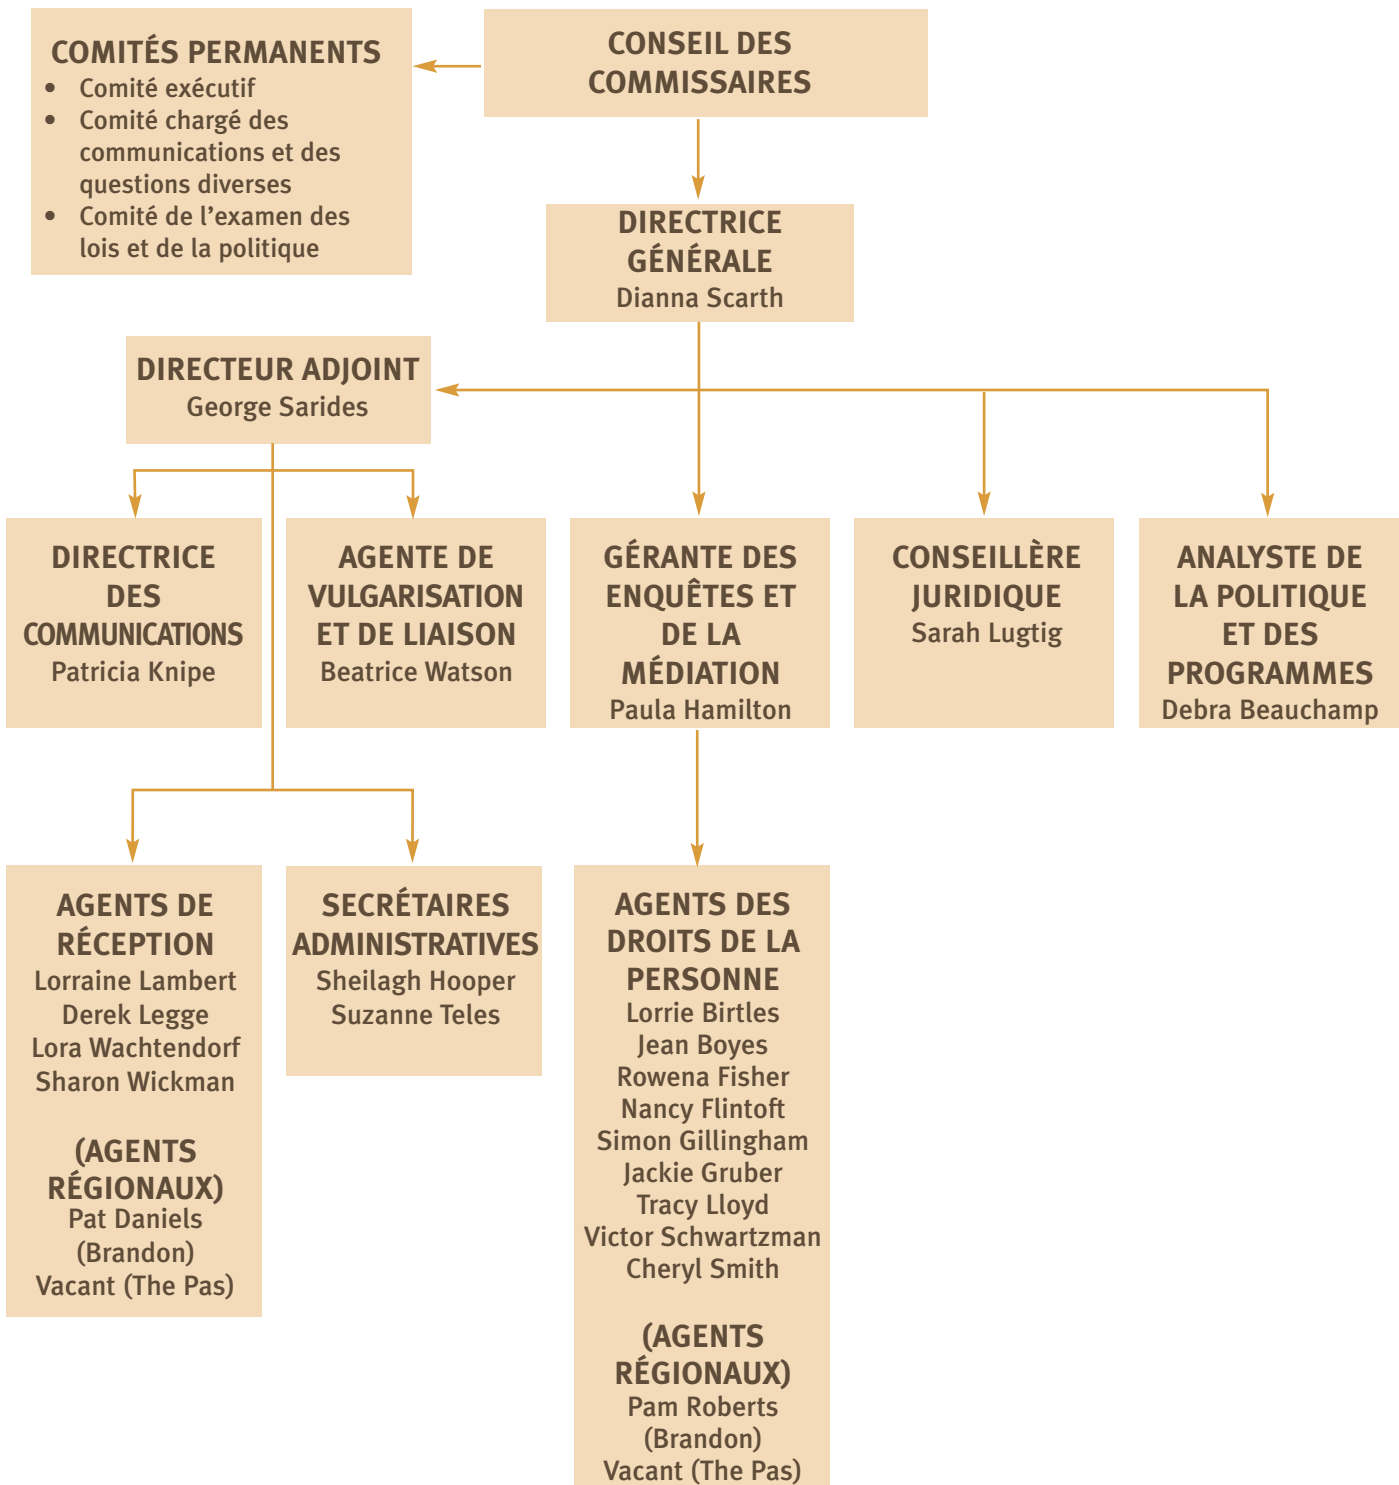 COMITÉS PERMANENTS
• Comité exécutif
• Comité chargé des
communications et des
questions diverses
• Comité de l’examen des
lois et de la politique
CONSEIL DES
COMMISSAIRES
DIRECTRICE
GÉNÉRALE
Dianna Scarth
DIRECTEUR ADJOINT
George Sarides
DIRECTRICE
DES
COMMUNICATIONS
Patricia Knipe
AGENTE DE
VULGARISATION
ET DE LIAISON
Beatrice Watson
GÉRANTE DES
ENQUÊTES ET
DE LA
MÉDIATION
Paula Hamilton
CONSEILLÈRE
JURIDIQUE
Sarah Lugtig
ANALYSTE DE
LA POLITIQUE
ET DES
PROGRAMMES
Debra Beauchamp
AGENTS DE
RÉCEPTION
Lorraine Lambert
Derek Legge
Lora Wachtendorf
Sharon Wickman
(AGENTS
RÉGIONAUX)
Pat Daniels
(Brandon)
Vacant (The Pas)
SECRÉTAIRES
ADMINISTRATIVES
Sheilagh Hooper
Suzanne Teles
AGENTS DES
DROITS DE LA
PERSONNE
Lorrie Birtles
Jean Boyes
Rowena Fisher
Nancy Flintoft
Simon Gillingham
Jackie Gruber
Tracy Lloyd
Victor Schwartzman
Cheryl Smith
(AGENTS
RÉGIONAUX)
Pam Roberts
(Brandon)
Vacant (The Pas)